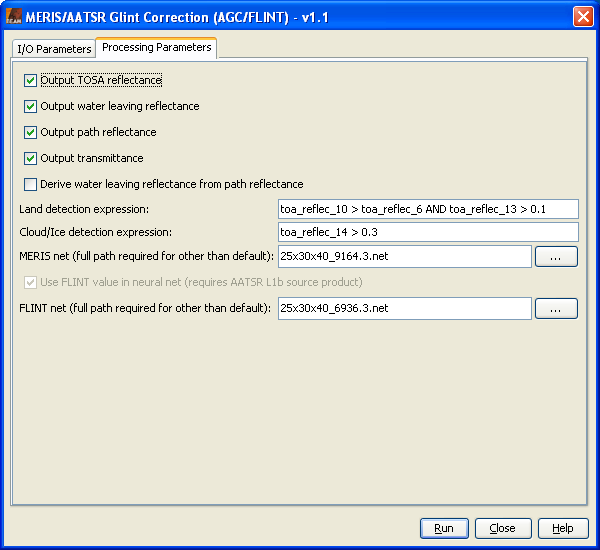 MERIS/AATSR Glint Correction (AGC/FLINT) - v1.1
I/O Parameters Processing Parameters
Output TOSA reflectance
Output water leaving reflectance
Output path reflectance
Output transmittance
Derive water leaving reflectance from path reflectance
Land detection expression: toa_reflec_10 > toa_reflec_6 AND toa_reflec_13 > 0.1
Cloud/Ice detection expression: toa_reflec_14 > 0.3
MERIS net (full path required for other than default): 25x30x40_9164.3.net ...
Use FLINT value in neural net (requires AATSR L1b source product)
FLINT net (full path required for other than default): 25x30x40_6936.3.net ...
Run Close Help